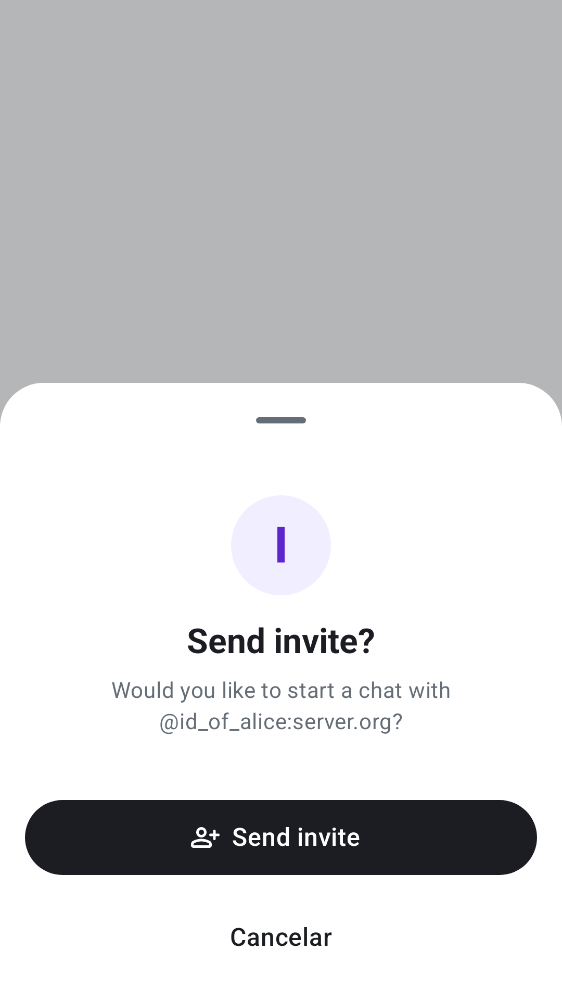 I
Send invite?
Would you like to start a chat with
@id_of_alice:server.org?
Send invite
Cancelar